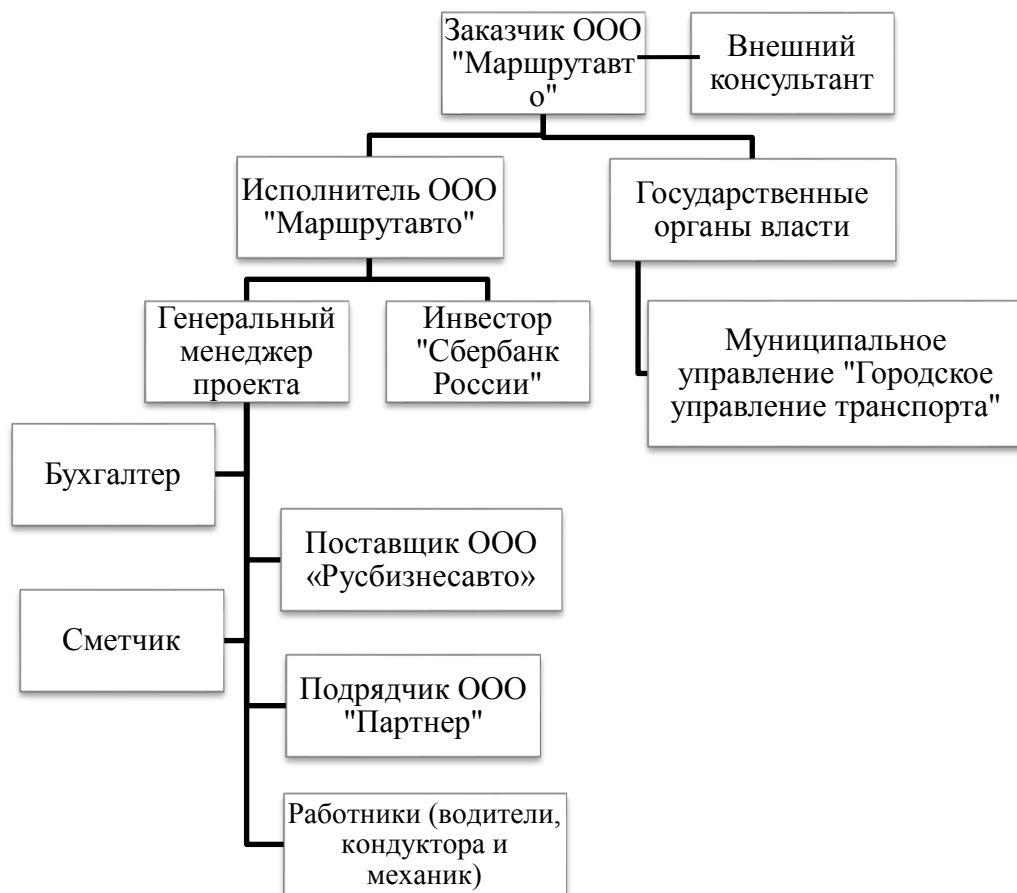 Заказчик ООО
"Маршрутавт
о"
Внешний
консультант
Исполнитель ООО
"Маршрутавто"
Государственные
органы власти
Генеральный
менеджер
проекта
Инвестор
"Сбербанк
России"
Муниципальное
управление "Городское
управление транспорта"
Бухгалтер
Поставщик ООО
«Русбизнесавто»
Сметчик
Подрядчик ООО
"Партнер"
Работники (водители,
кондуктора и
механик)